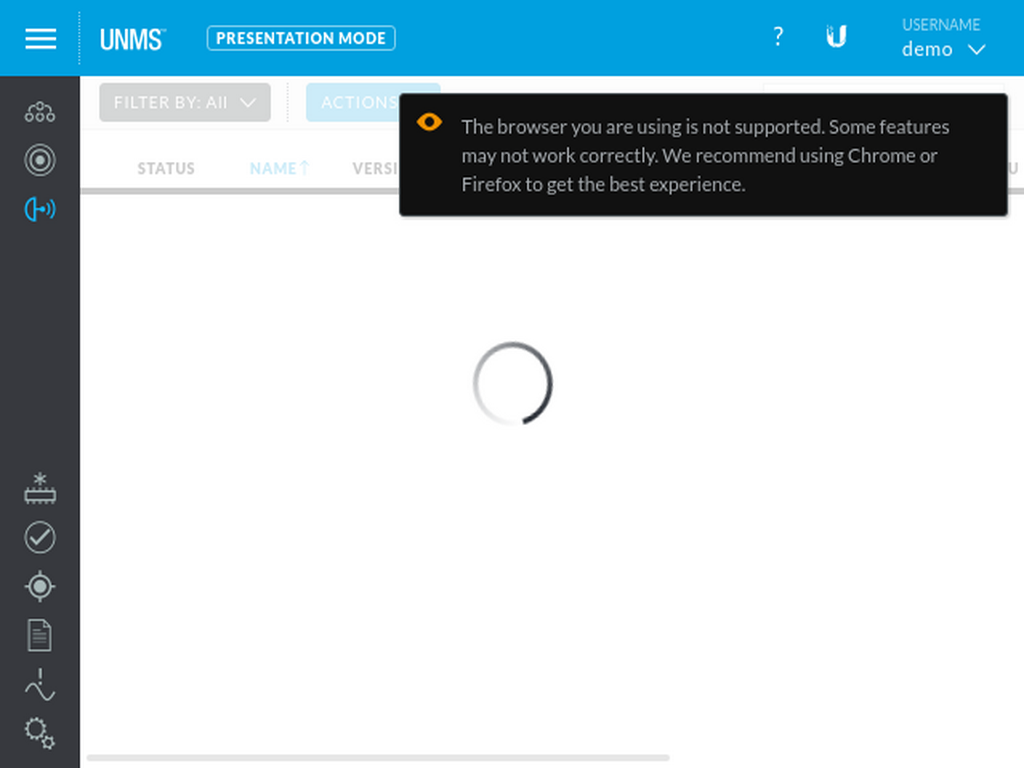 UNMS
PRESENTATION MODE
?
USERNAME
demo
FILTER BY: All
ACTIONS
The browser you are using is not supported. Some features
may not work correctly. We recommend using Chrome or
Firefox to get the best experience.
STATUS
NAME↑
VERSI
U